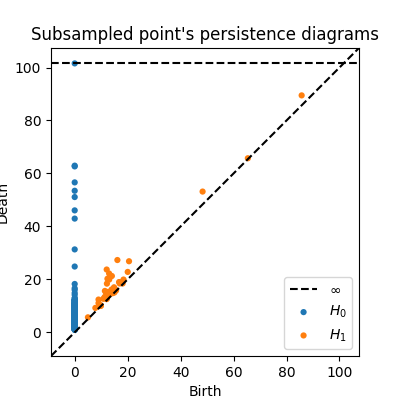 Subsampled point's persistence diagrams
100
80
60
40
20
0
Death
∞
H₀
H₁
0 20 40 60 80 100
Birth